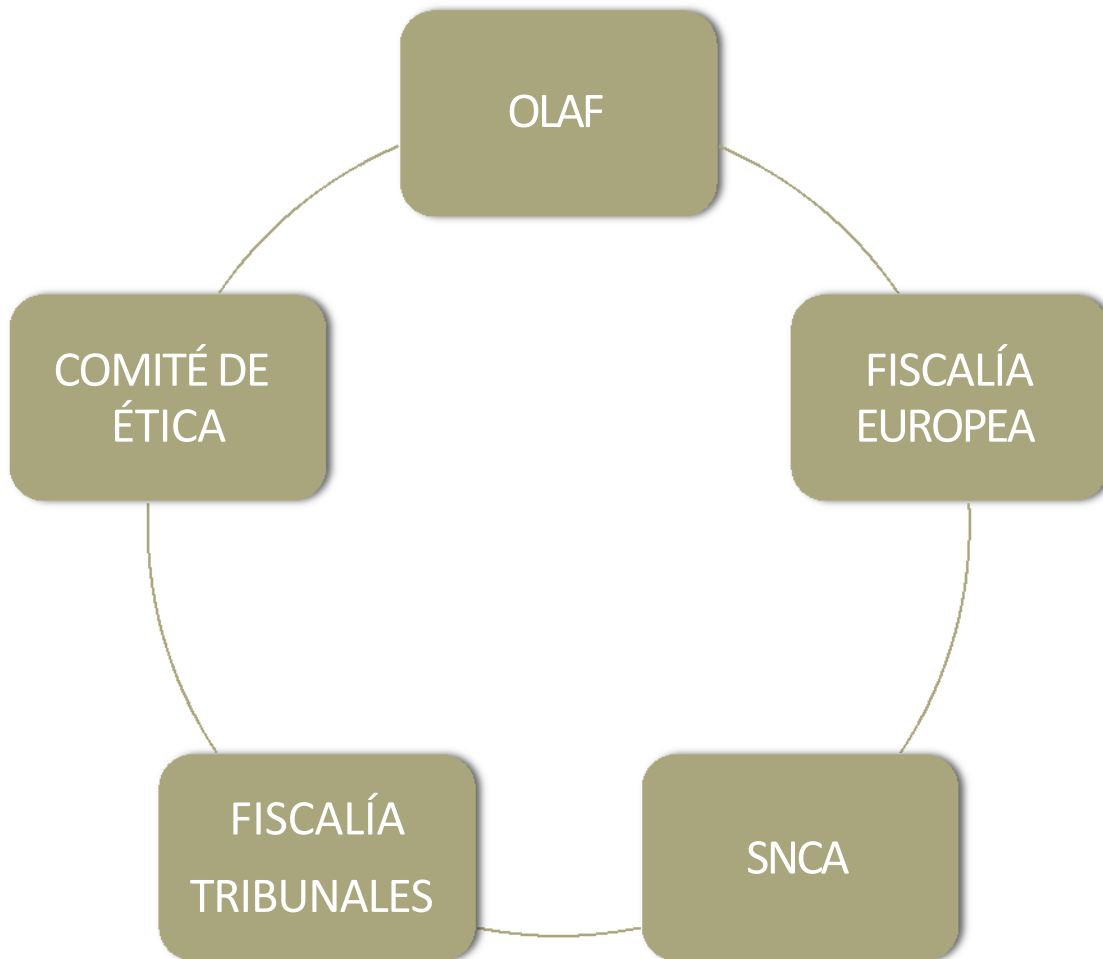 OLAF
COMITÉ DE
ÉTICA
FISCALÍA
EUROPEA
FISCALÍA
TRIBUNALES
SNCA